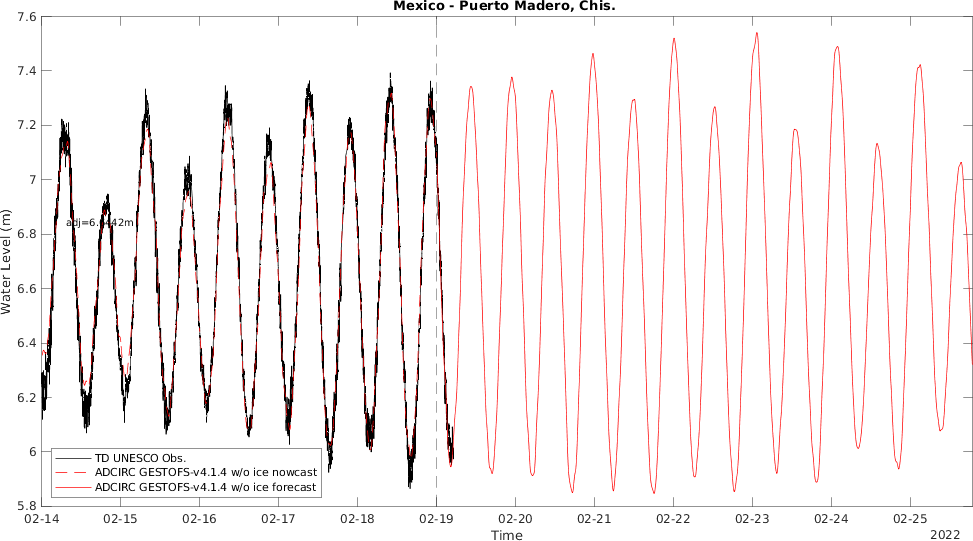 Mexico - Puerto Madero, Chis.
7.6
7.4
7.2
7
6.8
6.6
6.4
6.2
6
5.8
Water Level (m)
TD UNESCO Obs.
ADCIRC GESTOFS-v4.1.4 w/o ice nowcast
ADCIRC GESTOFS-v4.1.4 w/o ice forecast
02-14 02-15 02-16 02-17 02-18 02-19 02-20 02-21 02-22 02-23 02-24 02-25
Time
2022